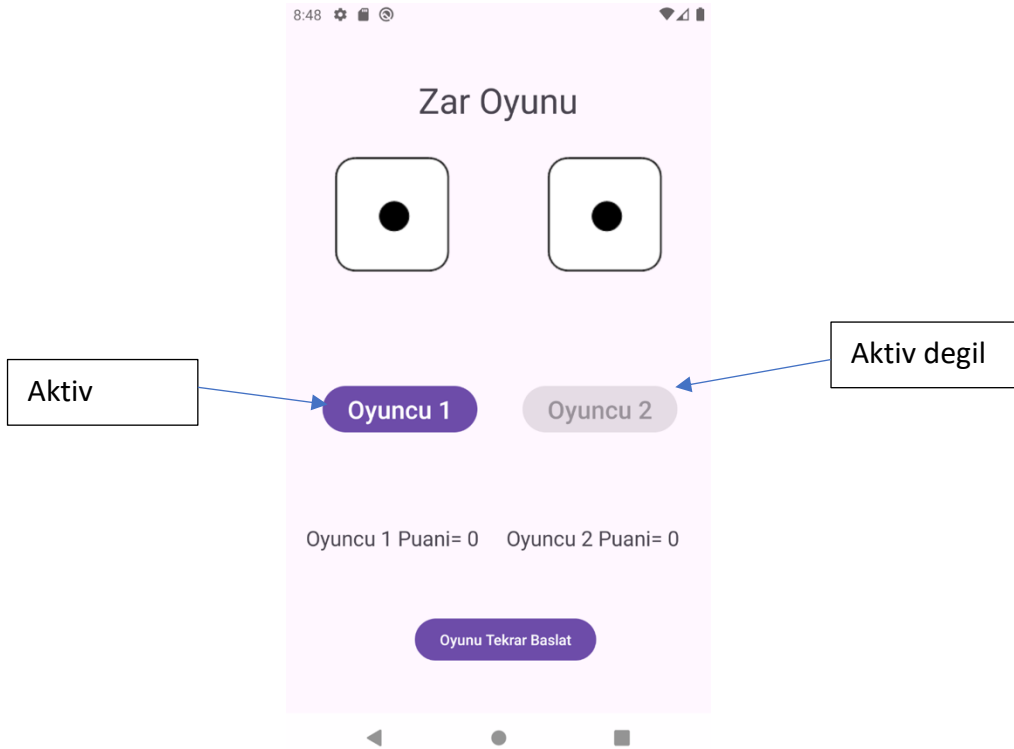 8:48
Zar Oyunu
Aktiv degil
Aktiv
Oyuncu 1
Oyuncu 2
Oyuncu 1 Puani= 0
Oyuncu 2 Puani= 0
Oyunu Tekrar Baslat